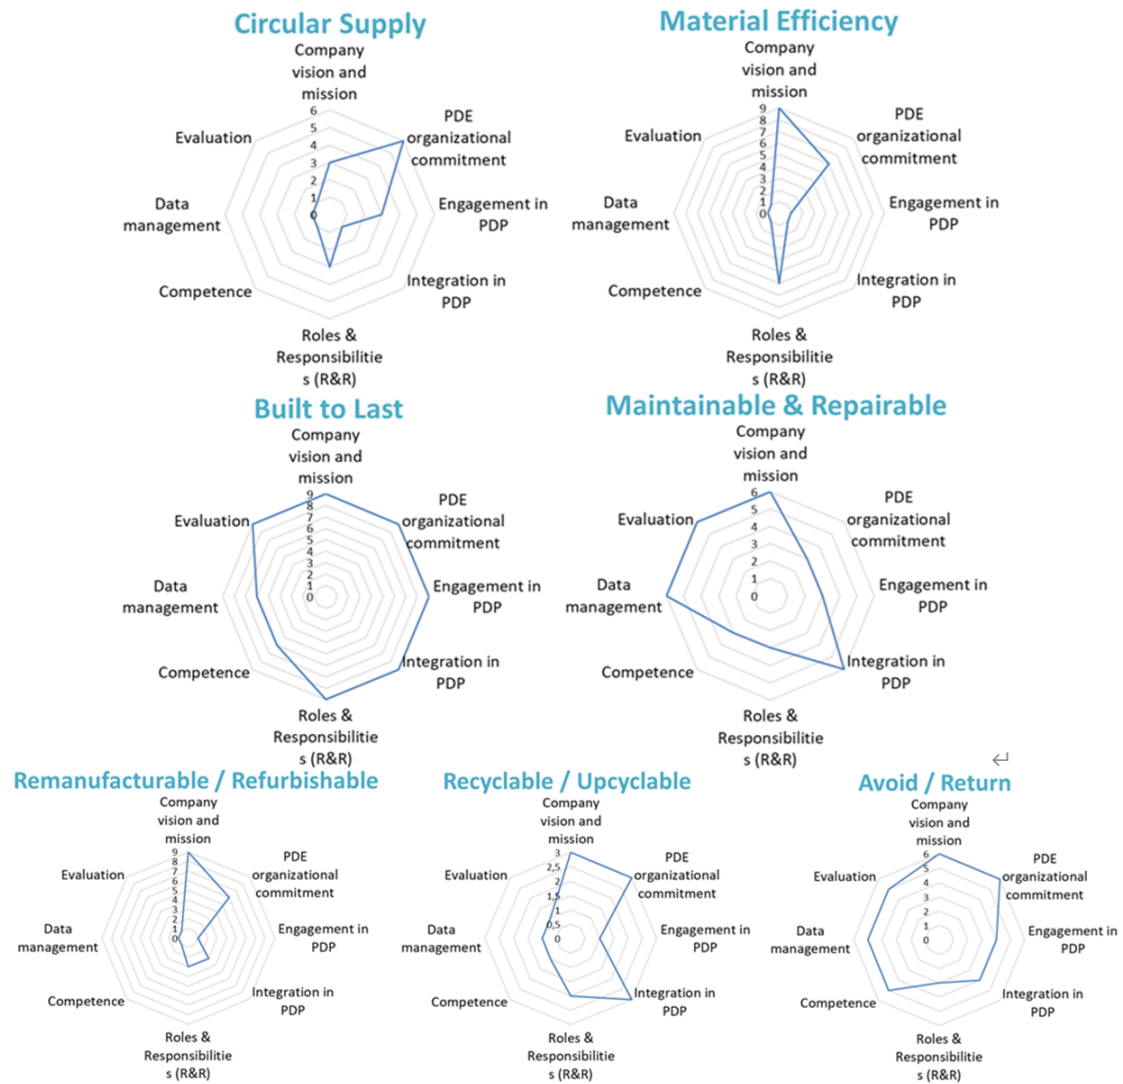 Circular Supply
Company
vision and
mission
PDE
organizational
commitment
Engagement in
PDP
Integration in
PDP
Roles &
Responsibilitie
s (R&R)
Competence
Data
management
Evaluation
6
5
4
3
2
1
0
Material Efficiency
Company
vision and
mission
PDE
organizational
commitment
Engagement in
PDP
Integration in
PDP
Roles &
Responsibilitie
s (R&R)
Competence
Data
management
Evaluation
9
8
7
6
5
4
3
2
1
0
Built to Last
Company
vision and
mission
PDE
organizational
commitment
Engagement in
PDP
Integration in
PDP
Roles &
Responsibilitie
s (R&R)
Competence
Data
management
Evaluation
9
8
7
6
5
4
3
2
1
0
Maintainable & Repairable
Company
vision and
mission
PDE
organizational
commitment
Engagement in
PDP
Integration in
PDP
Roles &
Responsibilitie
s (R&R)
Competence
Data
management
Evaluation
6
5
4
3
2
1
0
Remanufacturable / Refurbishable
Company
vision and
mission
PDE
organizational
commitment
Engagement in
PDP
Integration in
PDP
Roles &
Responsibilitie
s (R&R)
Competence
Data
management
Evaluation
9
8
7
6
5
4
3
2
1
0
Recyclable / Upcyclable
Company
vision and
mission
PDE
organizational
commitment
Engagement in
PDP
Integration in
PDP
Roles &
Responsibilitie
s (R&R)
Competence
Data
management
Evaluation
3
2,5
2
1,5
1
0,5
0
Avoid / Return
Company
vision and
mission
PDE
organizational
commitment
Engagement in
PDP
Integration in
PDP
Roles &
Responsibilitie
s (R&R)
Competence
Data
management
Evaluation
6
5
4
3
2
1
0